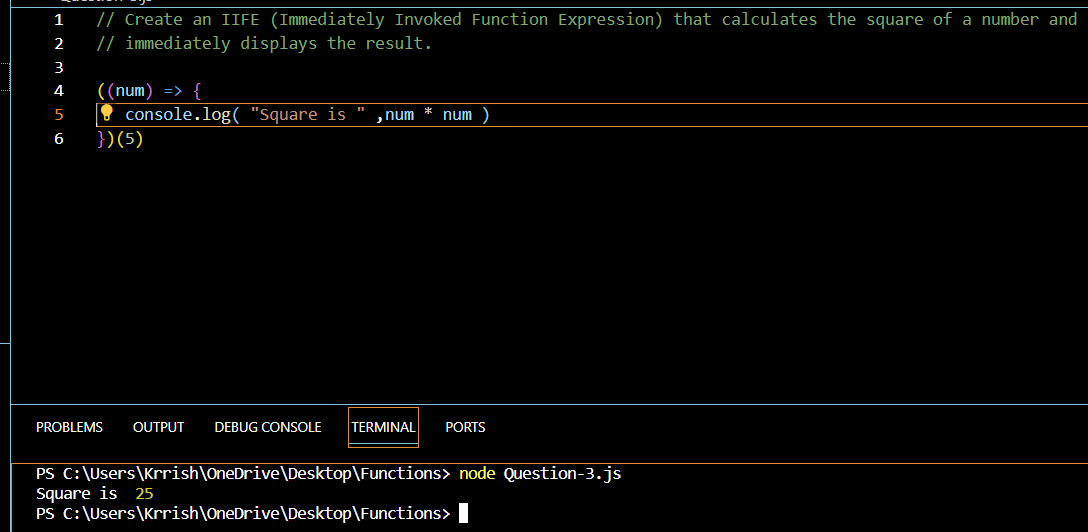 1 // Create an IIFE (Immediately Invoked Function Expression) that calculates the square of a number and
2 // immediately displays the result.
3
4 ((num) => {
5 console.log( "Square is " ,num * num )
6 })(5)
PROBLEMS OUTPUT DEBUG CONSOLE TERMINAL PORTS
PS C:\Users\Krrish\OneDrive\Desktop\Functions> node Question-3.js
Square is  25
PS C:\Users\Krrish\OneDrive\Desktop\Functions>